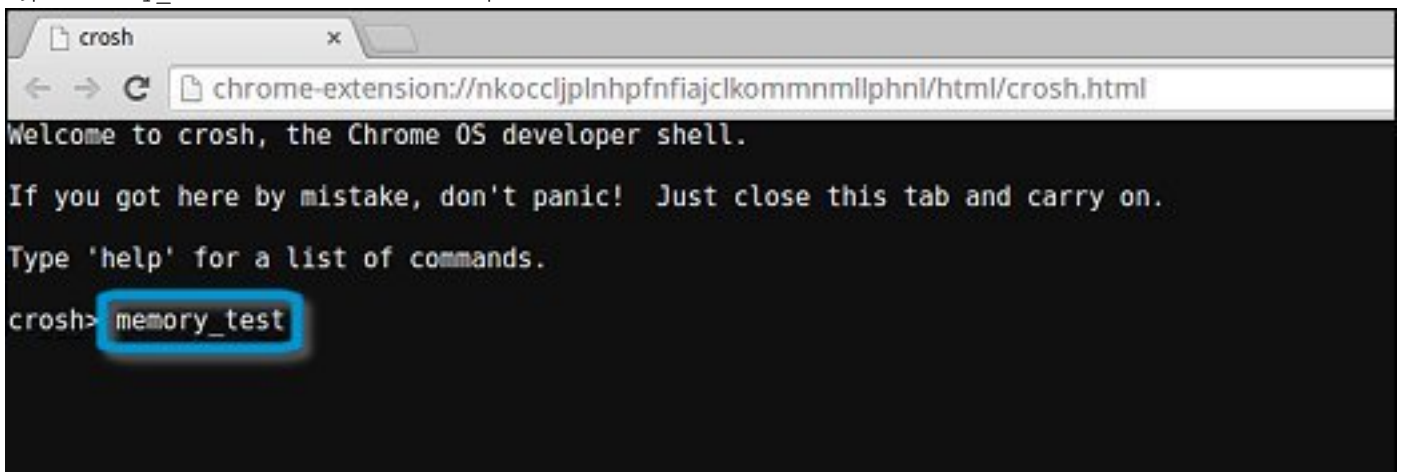 crosh
chrome-extension://nkoccljplnhpfnfiajclkommnmllphnl/html/crosh.html
Welcome to crosh, the Chrome OS developer shell.
If you got here by mistake, don't panic!  Just close this tab and carry on.
Type 'help' for a list of commands.
crosh> memory_test